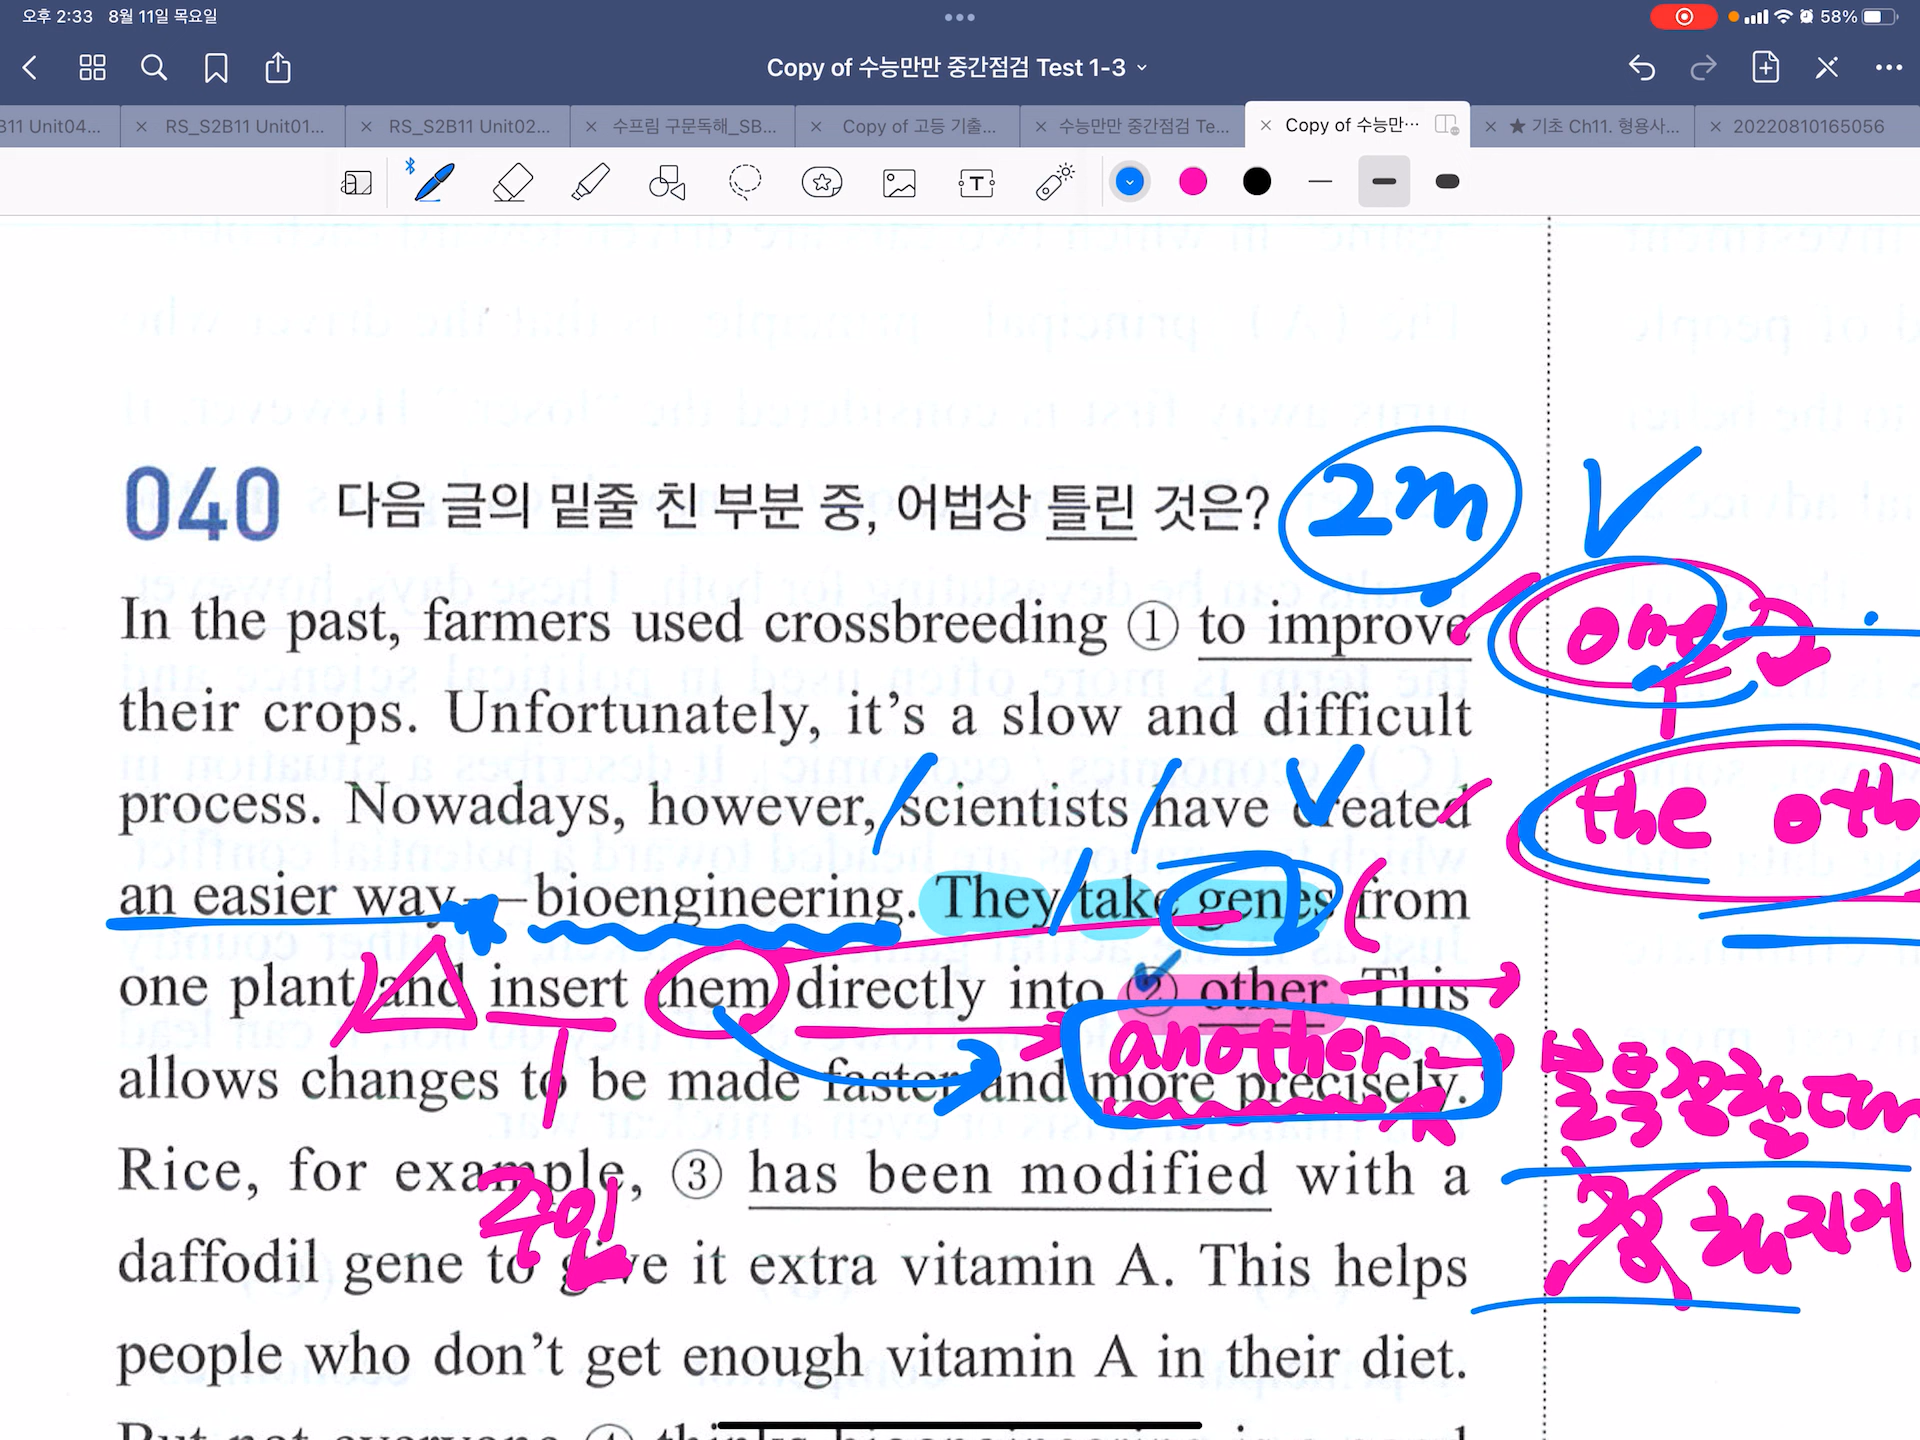 오후 2:33 8월 11일 목요일
58%
Copy of 수능만만 중간점검 Test 1-3
311 Unit04...
RS_S2B11 Unit01...
RS_S2B11 Unit02...
수프림 구문독해_SB...
Copy of 고등 기출...
수능만만 중간점검 Te...
Copy of 수능만...
★ 기초 Ch11. 형용사...
20220810165056
040 다음 글의 밑줄 친 부분 중, 어법상 틀린 것은? 2m
In the past, farmers used crossbreeding ① to improve
one
their crops. Unfortunately, it's a slow and difficult
process. Nowadays, however, scientists have created
the oth
an easier way—bioengineering. They take genes from
one plant and insert them directly into ② other. This
another
allows changes to be made faster and more precisely.
Rice, for example, ③ has been modified with a
주인
daffodil gene to give it extra vitamin A. This helps
people who don't get enough vitamin A in their diet.
But not everyone ④ thinks bioengineering is a good